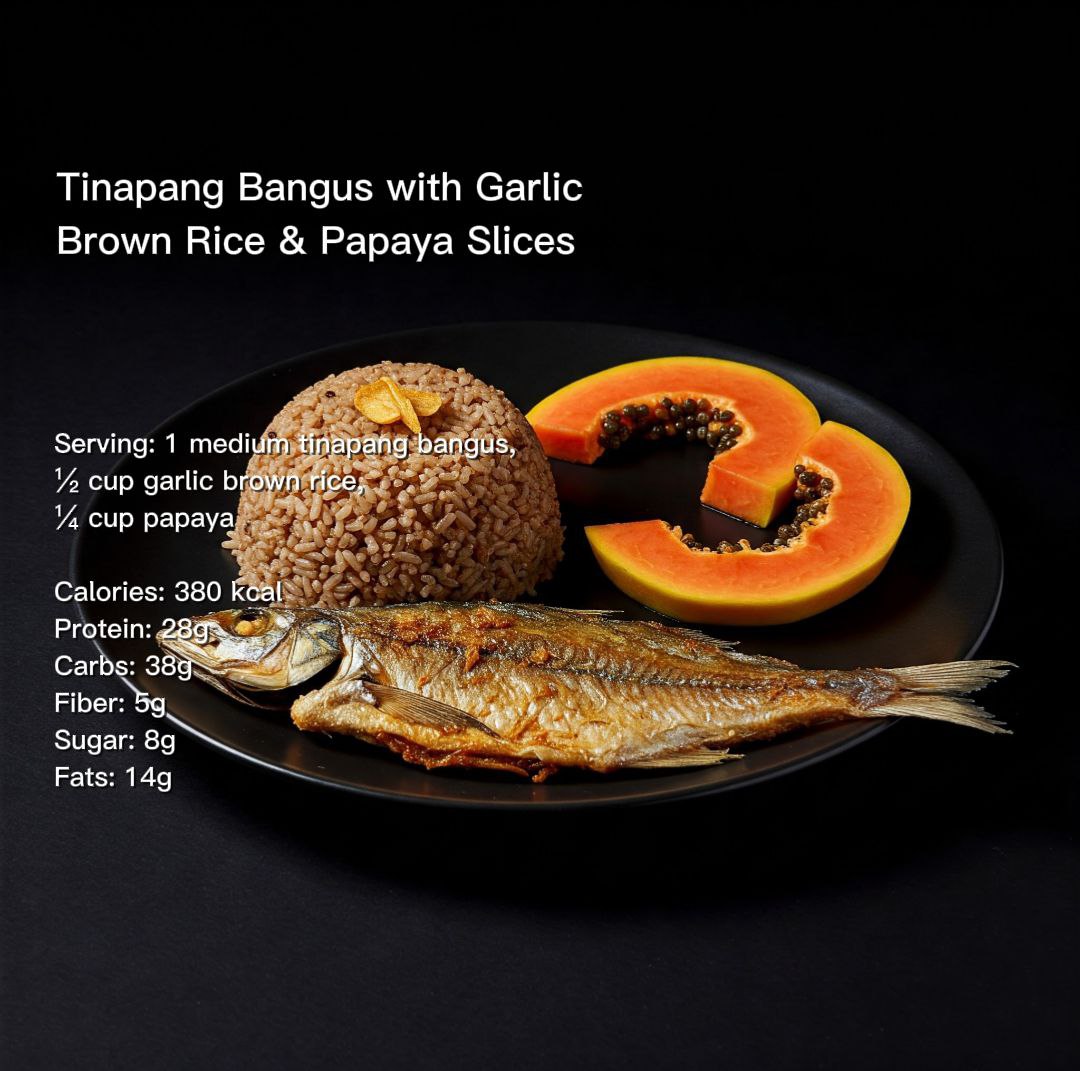 Tinapang Bangus with Garlic
Brown Rice & Papaya Slices
Serving: 1 medium tinapang bangus,
½ cup garlic brown rice,
¼ cup papaya
Calories: 380 kcal
Protein: 28g
Carbs: 38g
Fiber: 5g
Sugar: 8g
Fats: 14g